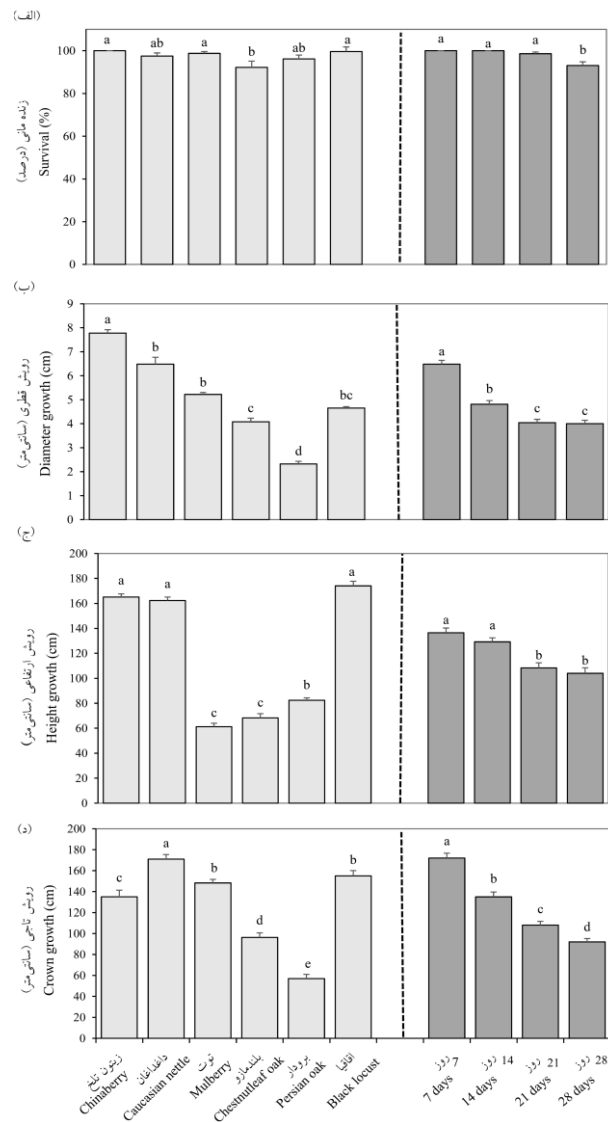 (الف)
زنده مانی (درصد)
Survival (%)
0
20
40
60
80
100
a
ab
a
b
ab
a
a
a
a
b
(ب)
رویش قطری (سانتی‌متر)
Diameter growth (cm)
0
1
2
3
4
5
6
7
8
9
a
b
b
c
d
bc
a
b
c
c
(ج)
رویش ارتفاعی (سانتی‌متر)
Height growth (cm)
0
20
40
60
80
100
120
140
160
180
200
a
a
c
c
b
a
a
a
b
b
(د)
رویش تاجی (سانتی‌متر)
Crown growth (cm)
0
20
40
60
80
100
120
140
160
180
200
c
a
b
d
e
b
a
b
c
d
زیتون تلخ
Chinaberry
داغداغان
Caucasian nettle
توت
Mulberry
بلندمازو
Chestnutleaf oak
برودار
Persian oak
اقاقیا
Black locust
7 روز
7 days
14 روز
14 days
21 روز
21 days
28 روز
28 days